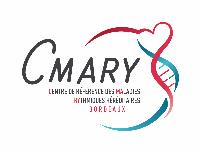 CMARY
CENTRE DE RÉFÉRENCE DES MALADIES
RYTHMIQUES HÉRÉDITAIRES
BORDEAUX